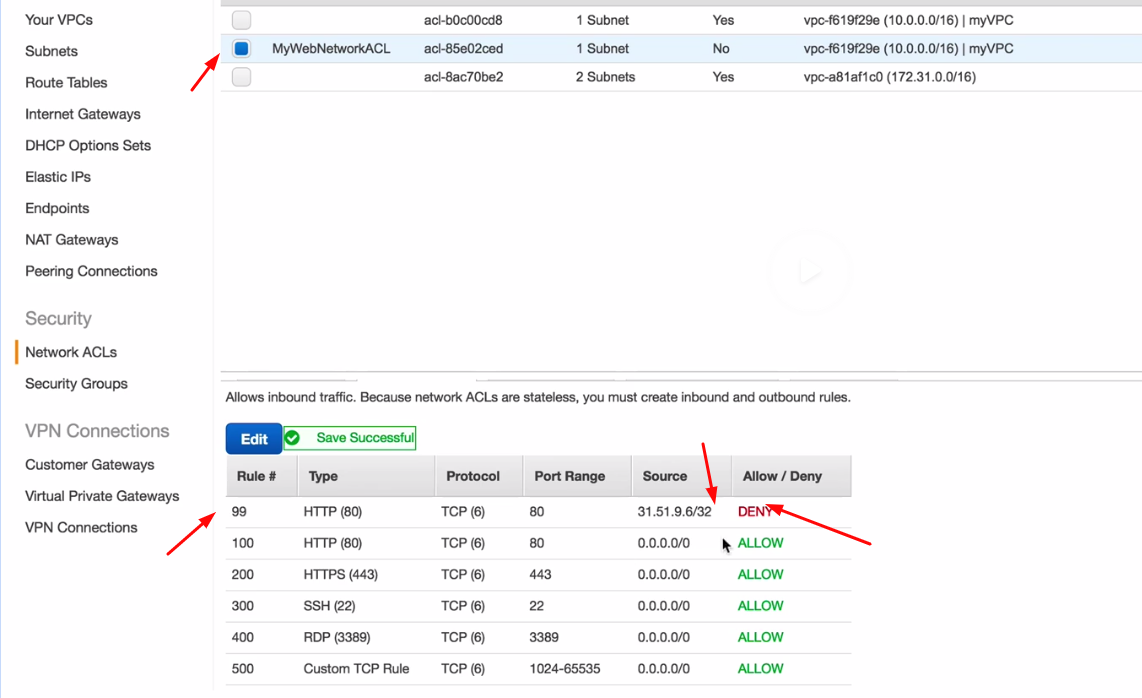 Your VPCs
Subnets
Route Tables
Internet Gateways
DHCP Options Sets
Elastic IPs
Endpoints
NAT Gateways
Peering Connections
Security
Network ACLs
Security Groups
VPN Connections
Customer Gateways
Virtual Private Gateways
VPN Connections
acl-b0c00cd8 1 Subnet Yes vpc-f619f29e (10.0.0.0/16) | myVPC
MyWebNetworkACL acl-85e02ced 1 Subnet No vpc-f619f29e (10.0.0.0/16) | myVPC
acl-8ac70be2 2 Subnets Yes vpc-a81af1c0 (172.31.0.0/16)
Allows inbound traffic. Because network ACLs are stateless, you must create inbound and outbound rules.
Edit Save Successful
Rule # Type Protocol Port Range Source Allow / Deny
99 HTTP (80) TCP (6) 80 31.51.9.6/32 DENY
100 HTTP (80) TCP (6) 80 0.0.0.0/0 ALLOW
200 HTTPS (443) TCP (6) 443 0.0.0.0/0 ALLOW
300 SSH (22) TCP (6) 22 0.0.0.0/0 ALLOW
400 RDP (3389) TCP (6) 3389 0.0.0.0/0 ALLOW
500 Custom TCP Rule TCP (6) 1024-65535 0.0.0.0/0 ALLOW